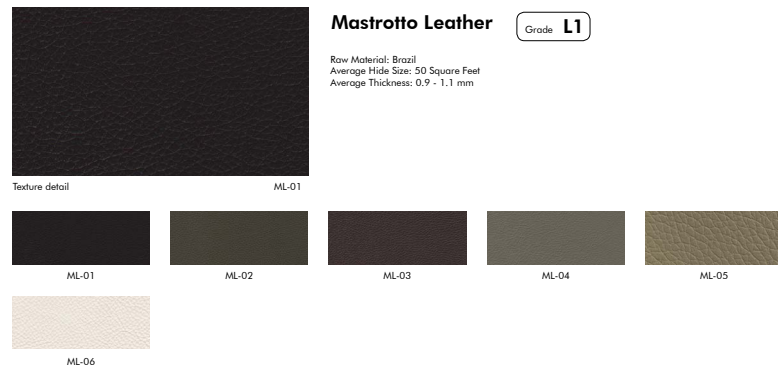 Mastrotto Leather
Grade L1
Raw Material: Brazil
Average Hide Size: 50 Square Feet
Average Thickness: 0.9 - 1.1 mm
Texture detail ML-01
ML-01 ML-02 ML-03 ML-04 ML-05
ML-06